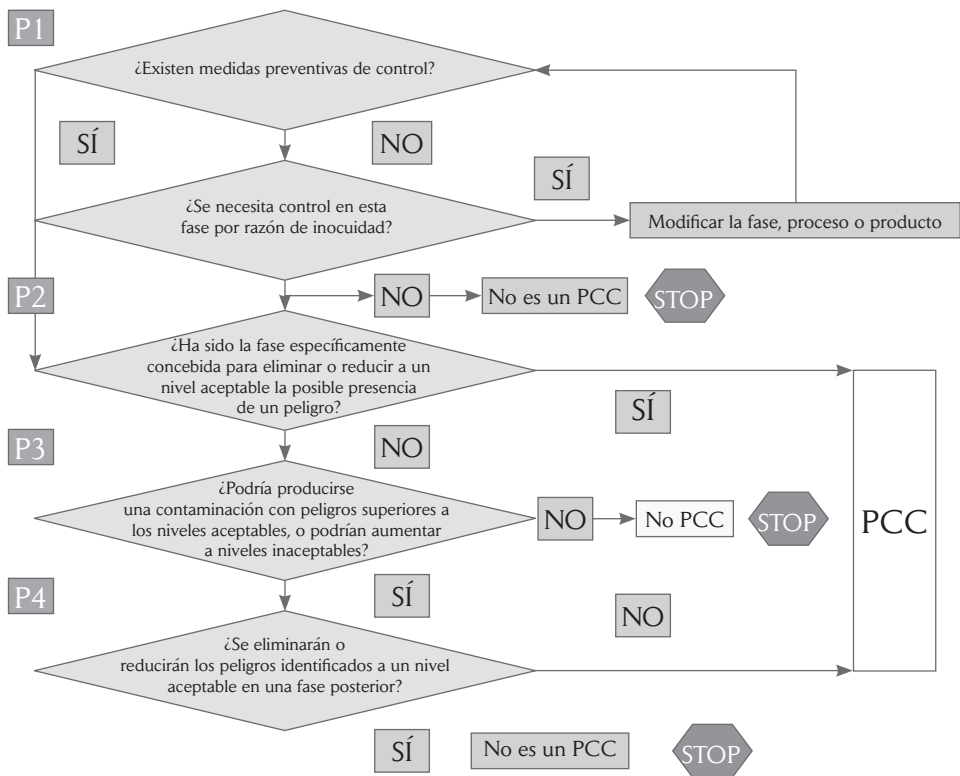 P1
¿Existen medidas preventivas de control?
SÍ
NO
SÍ
¿Se necesita control en esta
fase por razón de inocuidad?
Modificar la fase, proceso o producto
P2
NO
No es un PCC
STOP
¿Ha sido la fase específicamente
concebida para eliminar o reducir a un
nivel aceptable la posible presencia
de un peligro?
SÍ
NO
P3
¿Podría producirse
una contaminación con peligros superiores a
los niveles aceptables, o podrían aumentar
a niveles inaceptables?
NO
No PCC
STOP
PCC
SÍ
NO
P4
¿Se eliminarán o
reducirán los peligros identificados a un nivel
aceptable en una fase posterior?
SÍ
No es un PCC
STOP